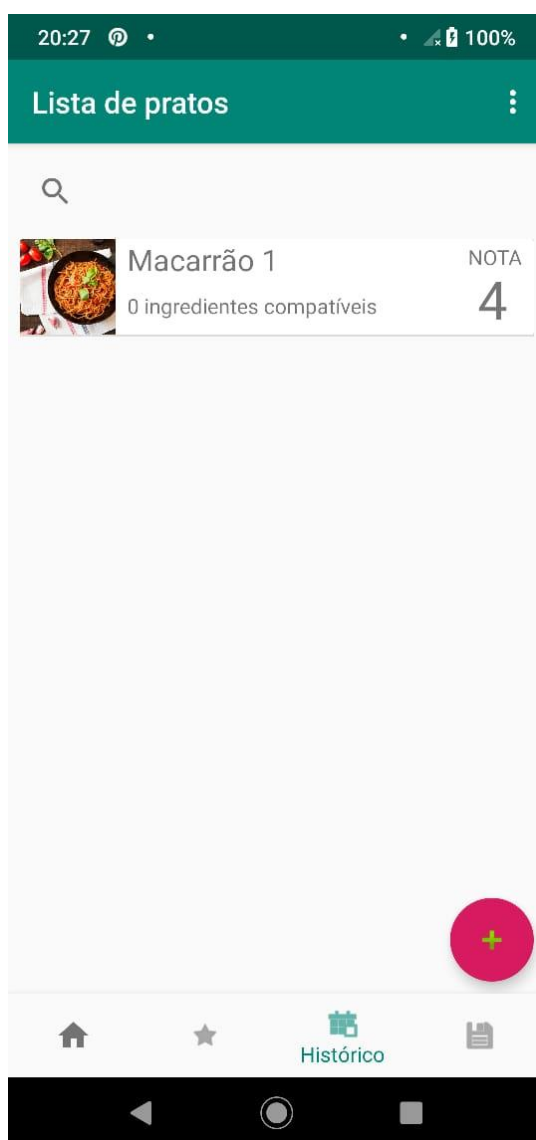 20:27 100%
Lista de pratos
Macarrão 1
NOTA
0 ingredientes compatíveis
4
Histórico